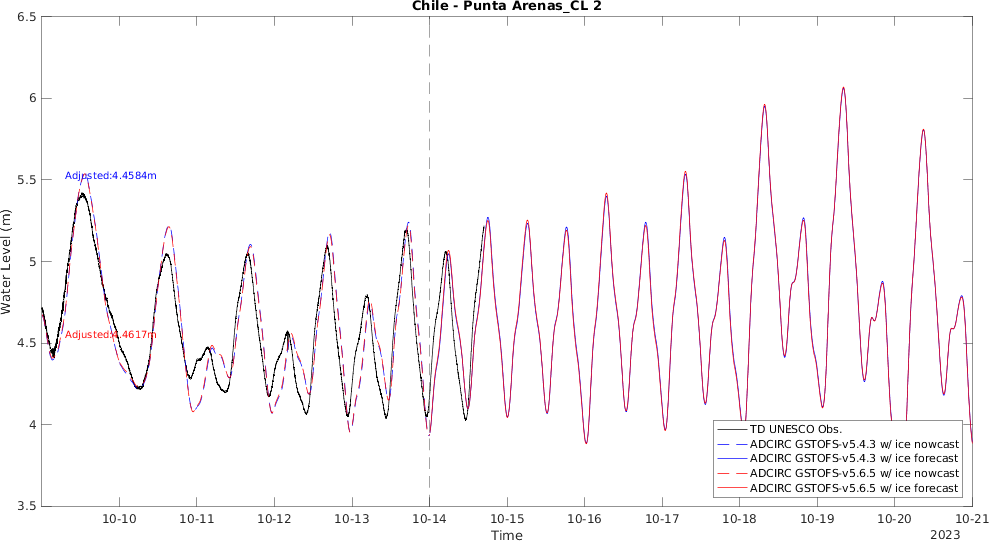 Chile - Punta Arenas_CL 2
6.5
6
5.5
5
4.5
4
3.5
Water Level (m)
Adjusted:4.4584m
Adjusted:4.4617m
TD UNESCO Obs.
ADCIRC GSTOFS-v5.4.3 w/ ice nowcast
ADCIRC GSTOFS-v5.4.3 w/ ice forecast
ADCIRC GSTOFS-v5.6.5 w/ ice nowcast
ADCIRC GSTOFS-v5.6.5 w/ ice forecast
10-10 10-11 10-12 10-13 10-14 10-15 10-16 10-17 10-18 10-19 10-20 10-21
Time
2023